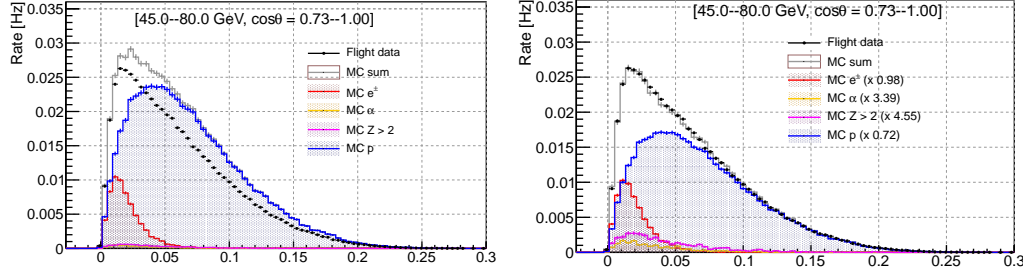 [45.0--80.0 GeV, cosθ = 0.73--1.00]
Rate [Hz]
0.035
0.03
0.025
0.02
0.015
0.01
0.005
0
0 0.05 0.1 0.15 0.2 0.25 0.3
Flight data
MC sum
MC e±
MC α
MC Z > 2
MC p
[45.0--80.0 GeV, cosθ = 0.73--1.00]
Rate [Hz]
0.035
0.03
0.025
0.02
0.015
0.01
0.005
0
0 0.05 0.1 0.15 0.2 0.25 0.3
Flight data
MC sum
MC e± (x 0.98)
MC α (x 3.39)
MC Z > 2 (x 4.55)
MC p (x 0.72)